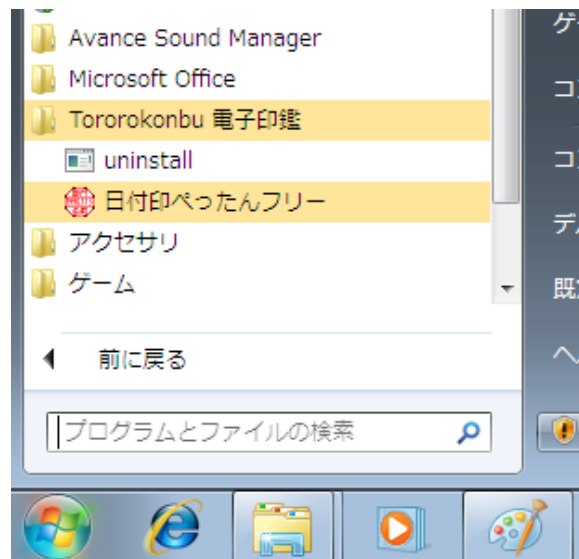 Avance Sound Manager
Microsoft Office
Tororokonbu 電子印鑑
uninstall
日付印ぺったんフリー
アクセサリ
ゲーム
前に戻る
プログラムとファイルの検索